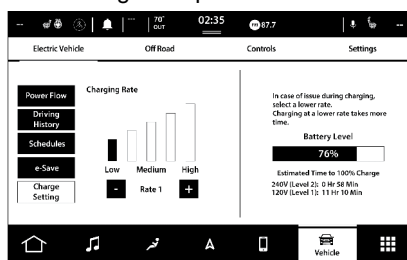 70°
OUT
02:35
FM 87.7
Electric Vehicle
Off Road
Controls
Settings
Power Flow
Driving
History
Schedules
e-Save
Charge
Setting
Charging Rate
Low
Medium
High
-
Rate 1
+
In case of issue during charging,
select a lower rate.
Charging at a lower rate takes more
time.
Battery Level
76%
Estimated Time to 100% Charge
240V (Level 2): 0 Hr 58 Min
120V (Level 1): 11 Hr 10 Min
A
Vehicle